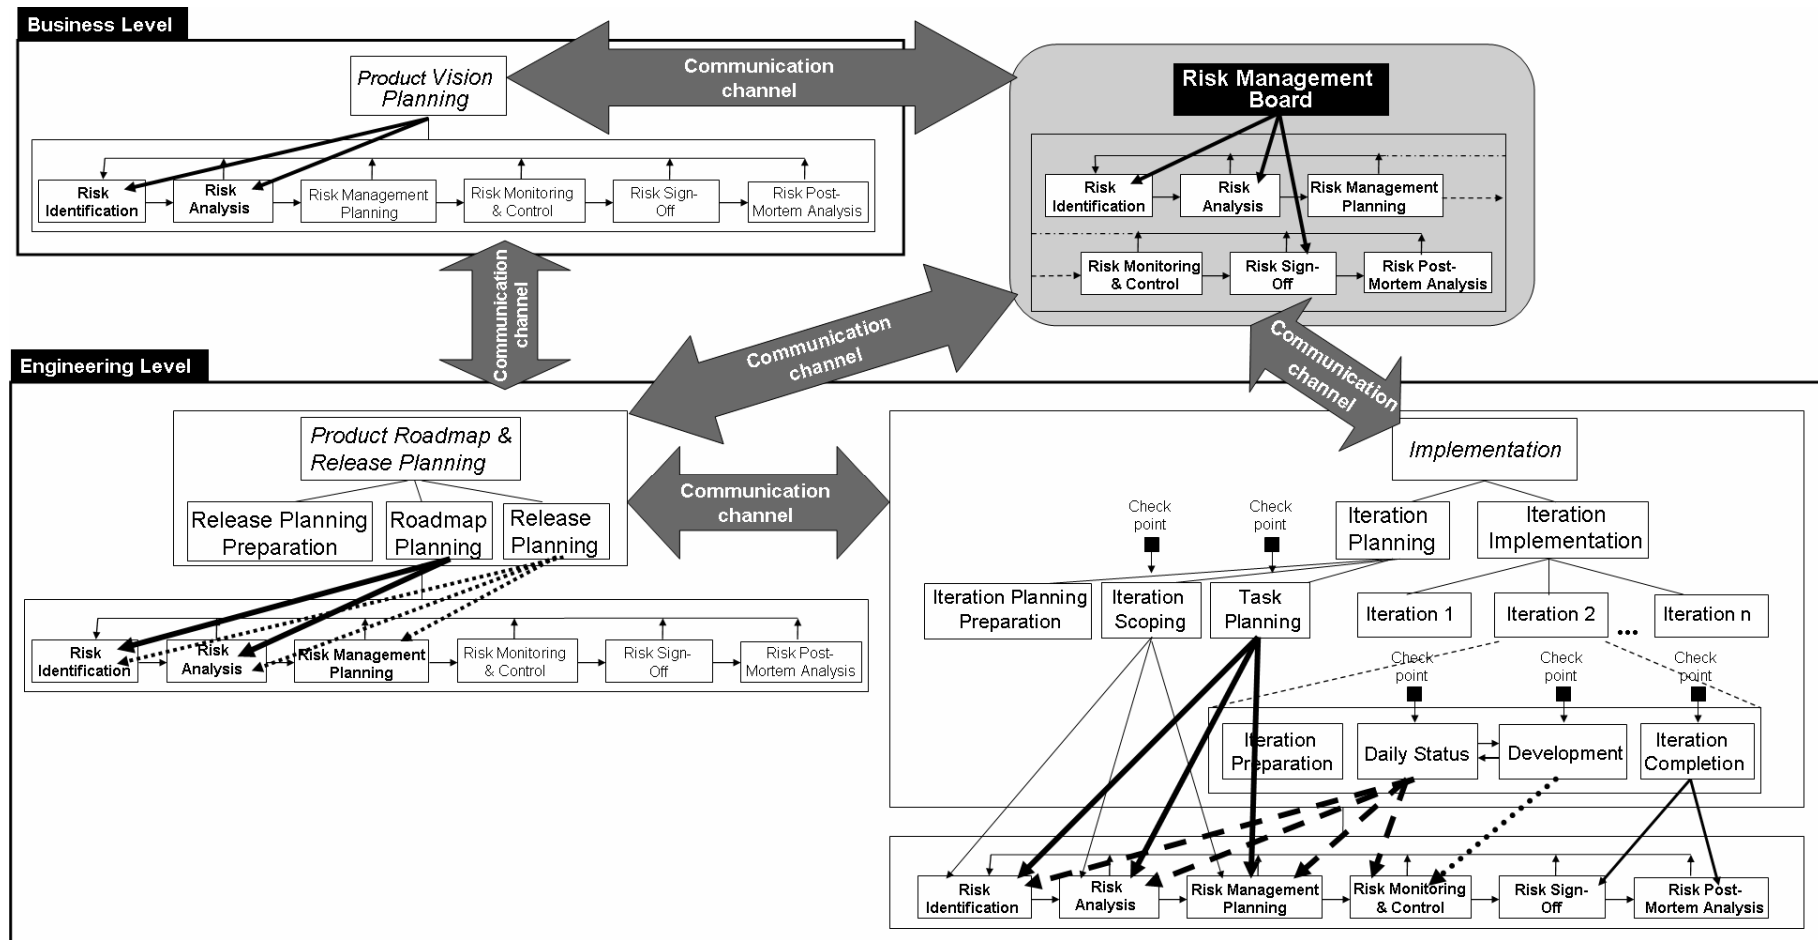 Business Level
Product Vision
Planning
Communication
channel
Risk Management
Board
Risk
Identification
Risk
Analysis
Risk Management
Planning
Risk Monitoring
& Control
Risk Sign-
Off
Risk Post-
Mortem Analysis
Risk
Identification
Risk
Analysis
Risk Management
Planning
Risk Monitoring
& Control
Risk Sign-
Off
Risk Post-
Mortem Analysis
Communication
channel
Communication
channel
Communication
channel
Engineering Level
Product Roadmap &
Release Planning
Release Planning
Preparation
Roadmap
Planning
Release
Planning
Communication
channel
Risk
Identification
Risk
Analysis
Risk Management
Planning
Risk Monitoring
& Control
Risk Sign-
Off
Risk Post-
Mortem Analysis
Implementation
Check
point
Check
point
Iteration
Planning
Iteration
Implementation
Iteration Planning
Preparation
Iteration
Scoping
Task
Planning
Iteration 1
Iteration 2
...
Iteration n
Check
point
Check
point
Check
point
Iteration
Preparation
Daily Status
Development
Iteration
Completion
Risk
Identification
Risk
Analysis
Risk Management
Planning
Risk Monitoring
& Control
Risk Sign-
Off
Risk Post-
Mortem Analysis